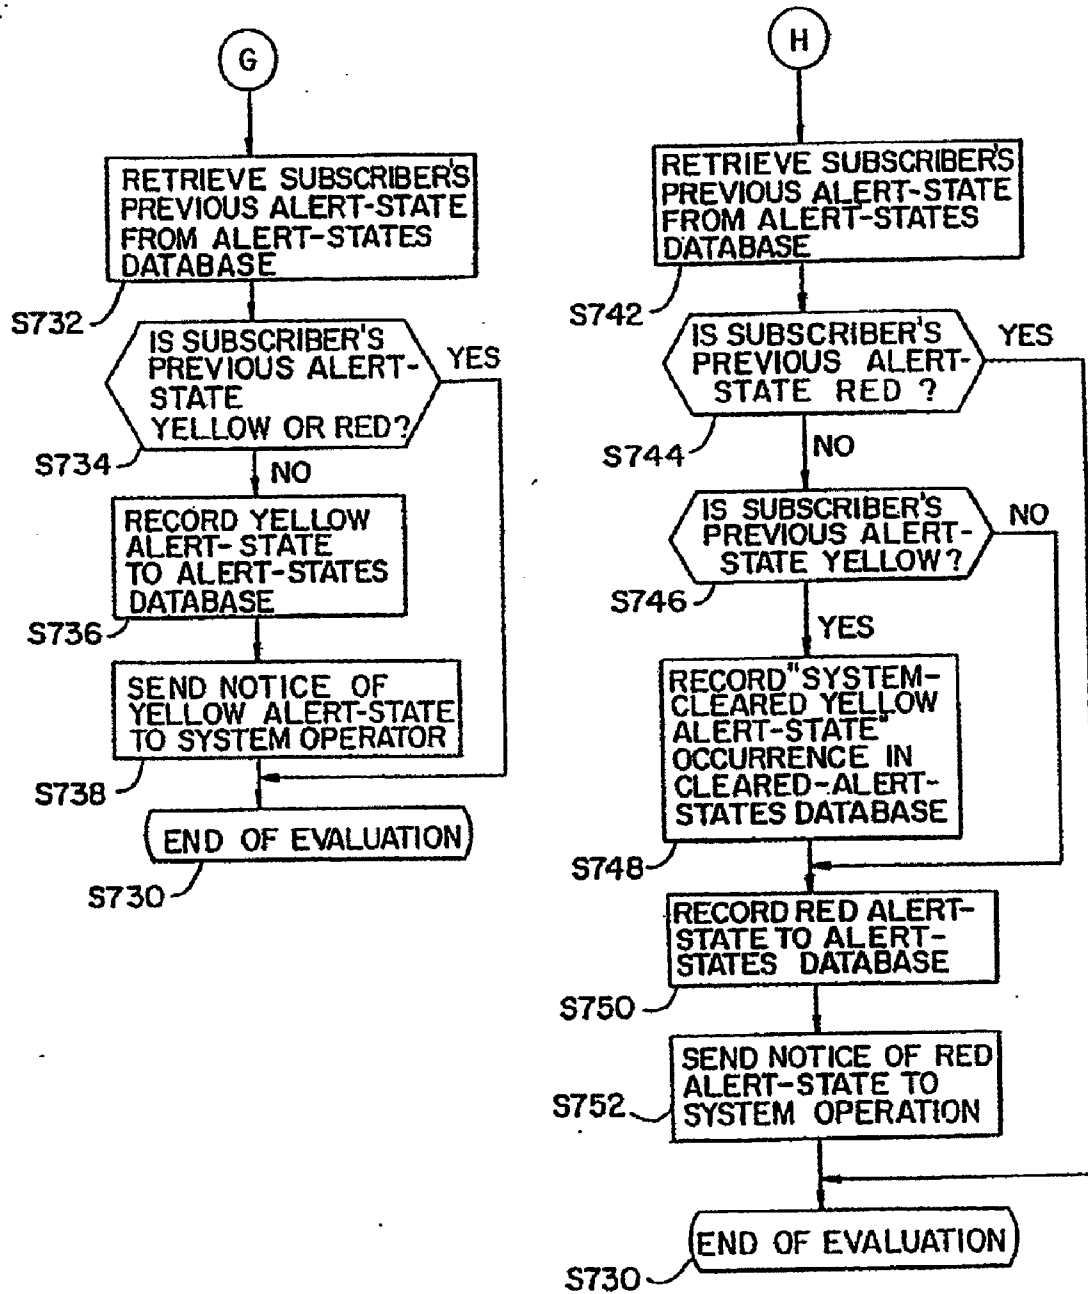 G
RETRIEVE SUBSCRIBER'S
PREVIOUS ALERT-STATE
FROM ALERT-STATES
DATABASE
S732
IS SUBSCRIBER'S
PREVIOUS ALERT-
STATE
YELLOW OR RED?
YES
S734
NO
RECORD YELLOW
ALERT-STATE
TO ALERT-STATES
DATABASE
S736
SEND NOTICE OF
YELLOW ALERT-STATE
TO SYSTEM OPERATOR
S738
END OF EVALUATION
S730
H
RETRIEVE SUBSCRIBER'S
PREVIOUS ALERT-STATE
FROM ALERT-STATES
DATABASE
S742
IS SUBSCRIBER'S
PREVIOUS ALERT-
STATE RED ?
YES
S744
NO
IS SUBSCRIBER'S
PREVIOUS ALERT-
STATE YELLOW?
NO
S746
YES
RECORD "SYSTEM-
CLEARED YELLOW
ALERT-STATE"
OCCURRENCE IN
CLEARED-ALERT-
STATES DATABASE
S748
RECORD RED ALERT-
STATE TO ALERT-
STATES DATABASE
S750
SEND NOTICE OF RED
ALERT-STATE TO
SYSTEM OPERATION
S752
END OF EVALUATION
S730